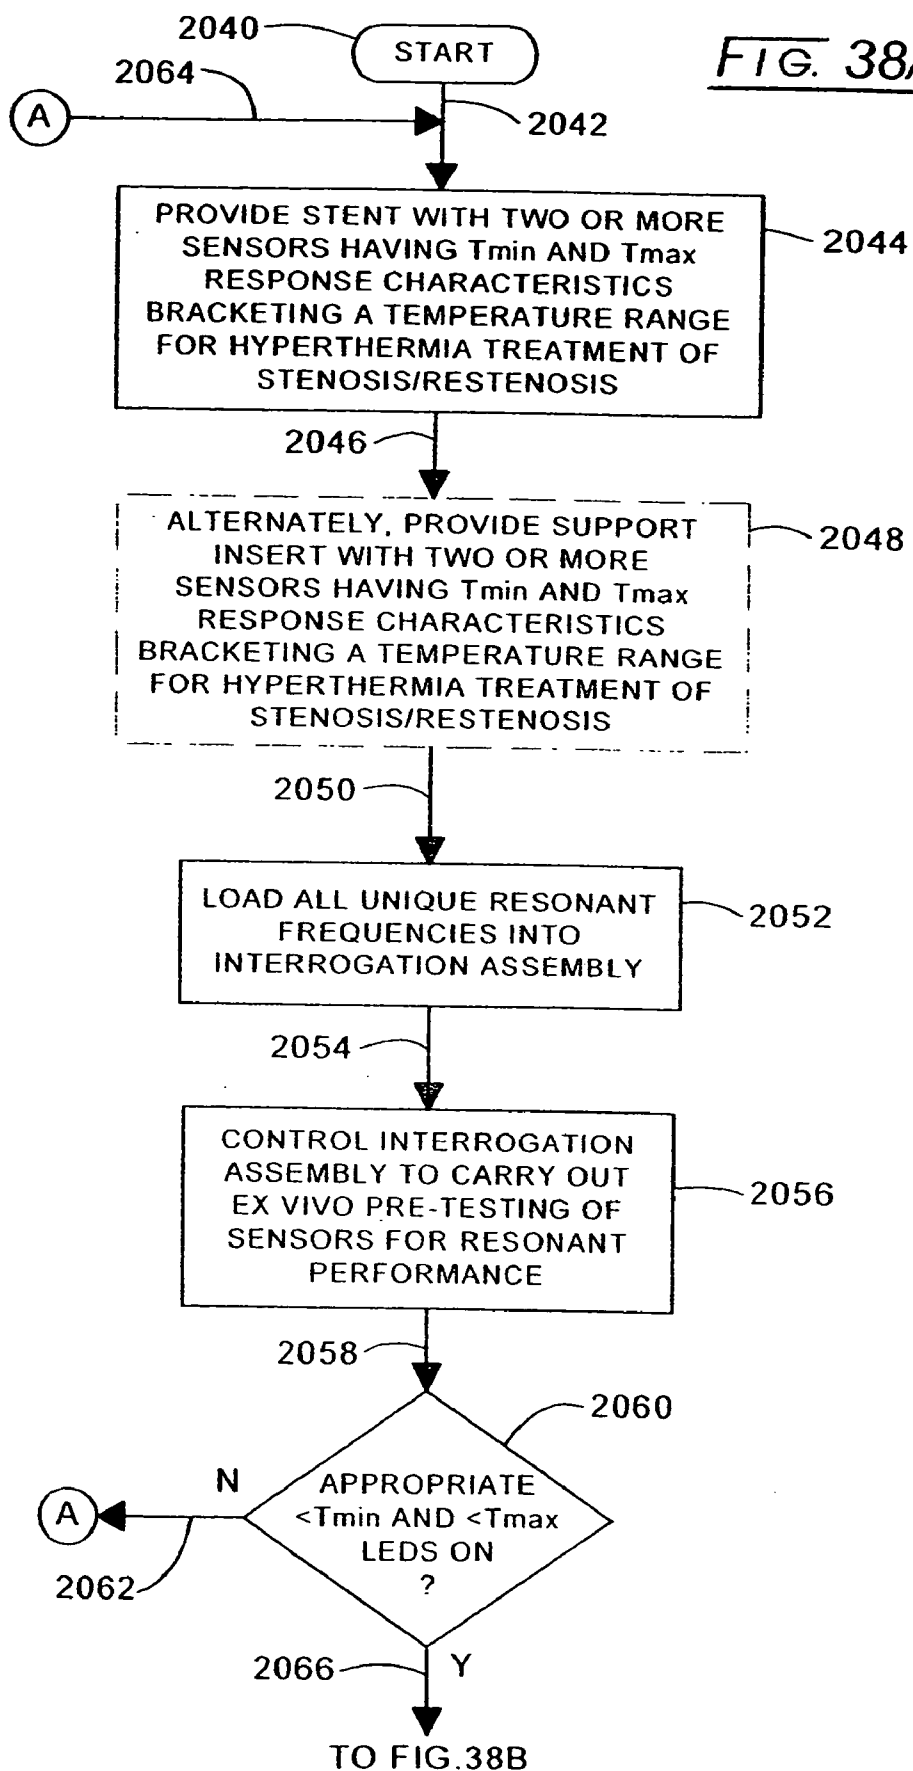 2040
START
FIG. 38A
2064
A
2042
PROVIDE STENT WITH TWO OR MORE
SENSORS HAVING Tmin AND Tmax
RESPONSE CHARACTERISTICS
BRACKETING A TEMPERATURE RANGE
FOR HYPERTHERMIA TREATMENT OF
STENOSIS/RESTENOSIS
2044
2046
ALTERNATELY, PROVIDE SUPPORT
INSERT WITH TWO OR MORE
SENSORS HAVING Tmin AND Tmax
RESPONSE CHARACTERISTICS
BRACKETING A TEMPERATURE RANGE
FOR HYPERTHERMIA TREATMENT OF
STENOSIS/RESTENOSIS
2048
2050
LOAD ALL UNIQUE RESONANT
FREQUENCIES INTO
INTERROGATION ASSEMBLY
2052
2054
CONTROL INTERROGATION
ASSEMBLY TO CARRY OUT
EX VIVO PRE-TESTING OF
SENSORS FOR RESONANT
PERFORMANCE
2056
2058
2060
N
APPROPRIATE
<Tmin AND <Tmax
LEDS ON
?
A
2062
2066
Y
TO FIG.38B